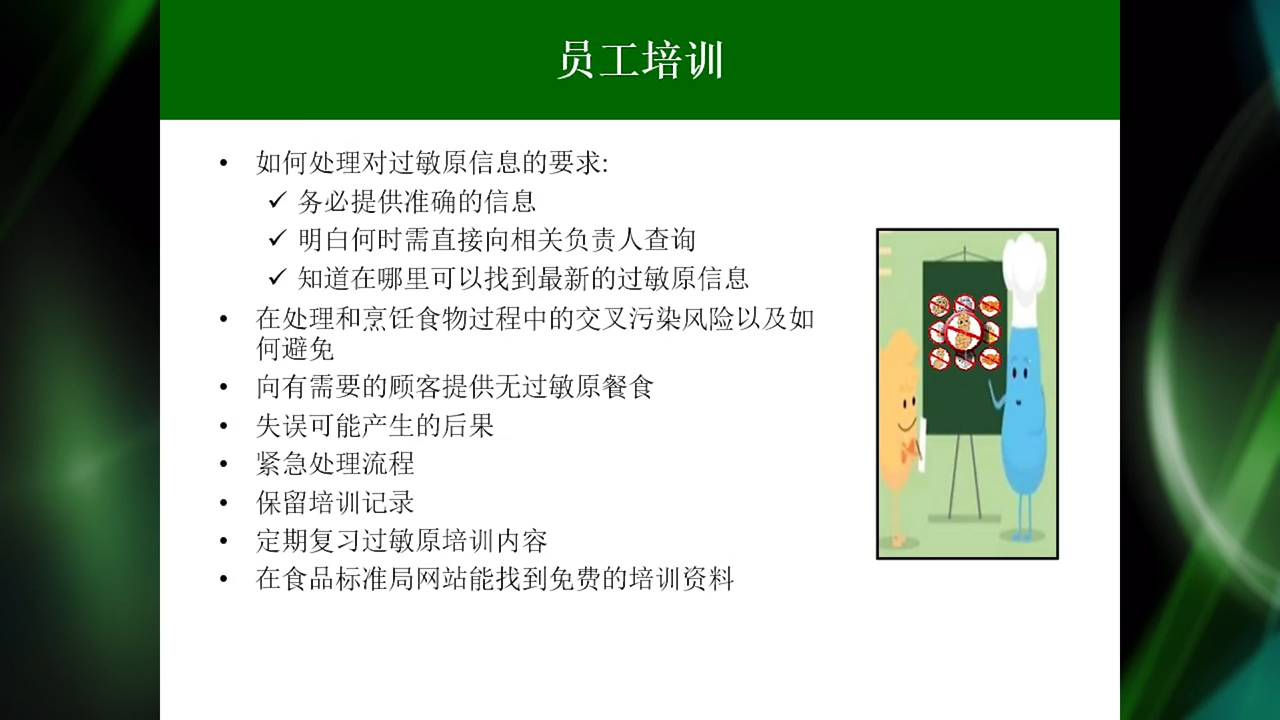 员工培训
• 如何处理对过敏原信息的要求:
✓ 务必提供准确的信息
✓ 明白何时需直接向相关负责人查询
✓ 知道在哪里可以找到最新的过敏原信息
• 在处理和烹饪食物过程中的交叉污染风险以及如
何避免
• 向有需要的顾客提供无过敏原餐食
• 失误可能产生的后果
• 紧急处理流程
• 保留培训记录
• 定期复习过敏原培训内容
• 在食品标准局网站能找到免费的培训资料